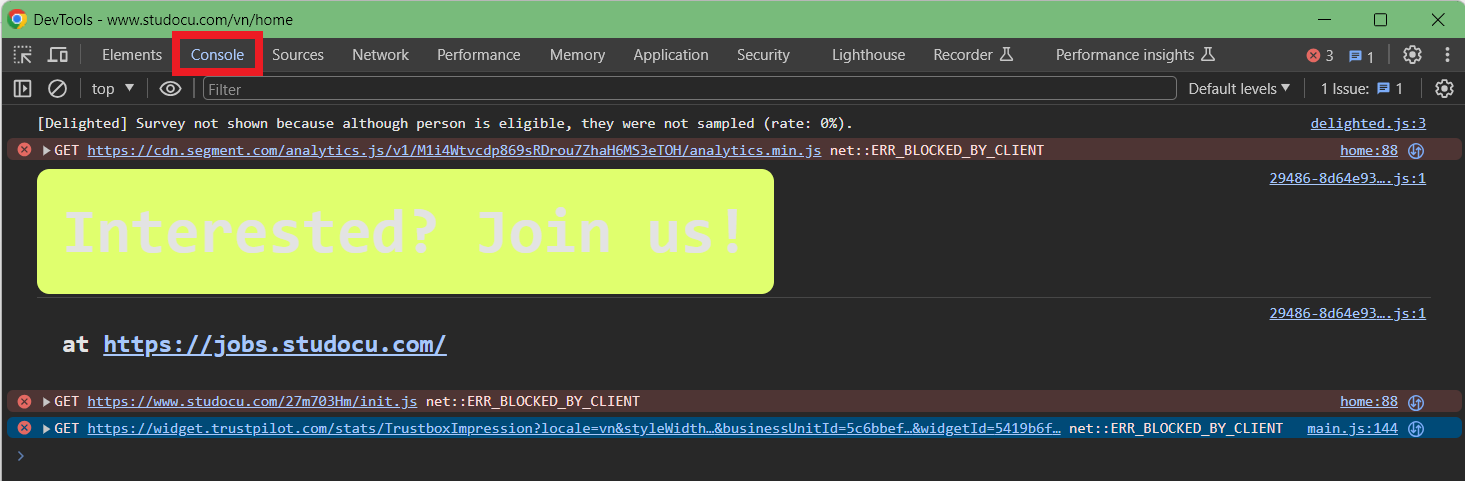 DevTools - www.studocu.com/vn/home
Elements Console Sources Network Performance Memory Application Security Lighthouse Recorder Performance insights 3 1
top Filter Default levels 1 Issue: 1
[Delighted] Survey not shown because although person is eligible, they were not sampled (rate: 0%). delighted.js:3
GET https://cdn.segment.com/analytics.js/v1/M1i4Wtvcdp869sRDrou7ZhaH6MS3eTOH/analytics.min.js net::ERR_BLOCKED_BY_CLIENT home:88
29486-8d64e93….js:1
Interested? Join us!
29486-8d64e93….js:1
at https://jobs.studocu.com/
GET https://www.studocu.com/27m703Hm/init.js net::ERR_BLOCKED_BY_CLIENT home:88
GET https://widget.trustpilot.com/stats/TrustboxImpression?locale=vn&styleWidth…&businessUnitId=5c6bbef…&widgetId=5419b6f… net::ERR_BLOCKED_BY_CLIENT main.js:144